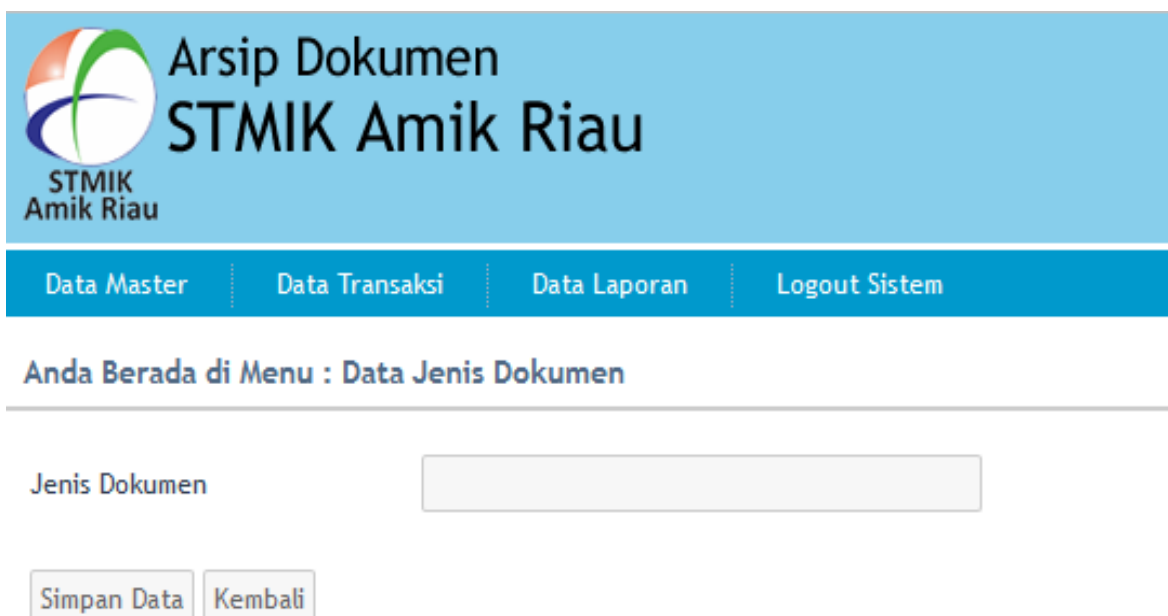 Arsip Dokumen
STMIK Amik Riau
STMIK
Amik Riau
Data Master Data Transaksi Data Laporan Logout Sistem
Anda Berada di Menu : Data Jenis Dokumen
Jenis Dokumen
Simpan Data Kembali